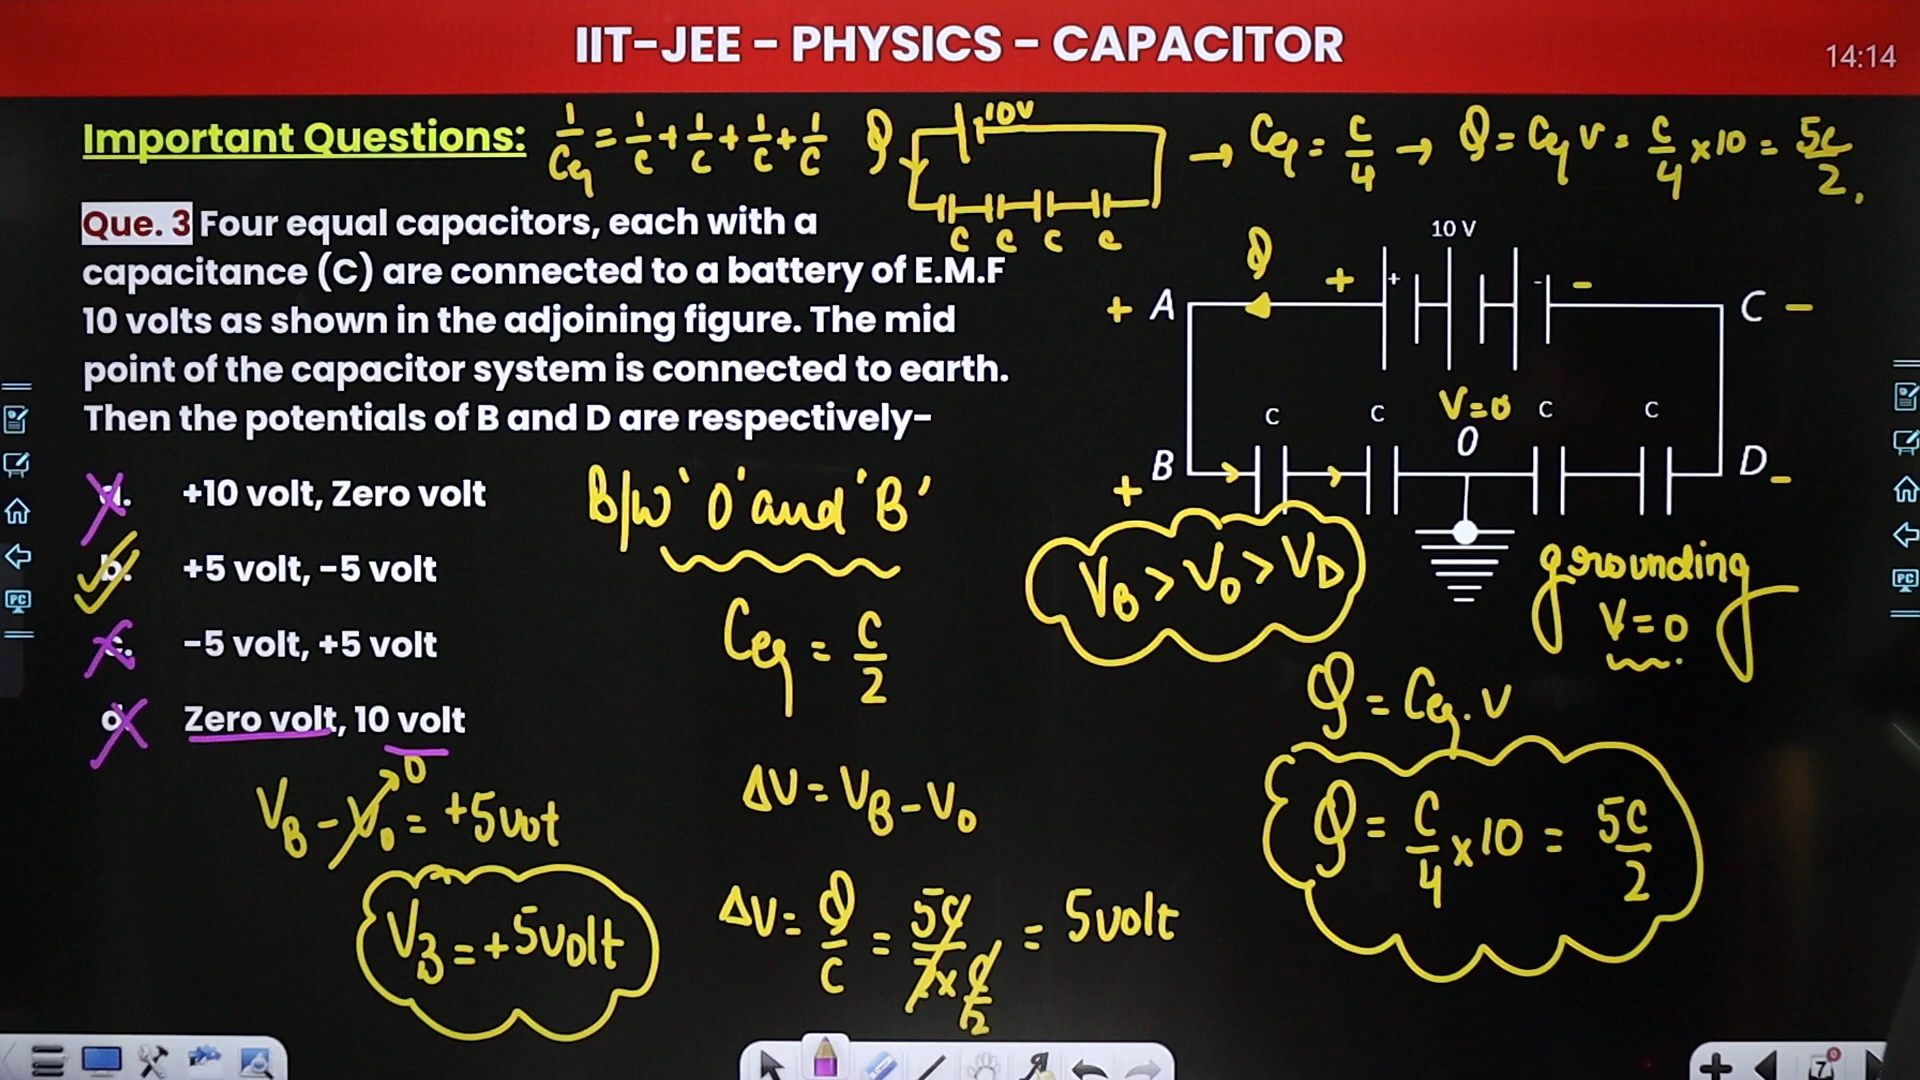 IIT-JEE - PHYSICS - CAPACITOR
14:14
Important Questions:
1/Ceq = 1/C + 1/C + 1/C + 1/C
Q
10V
C C C C
→ Ceq = C/4 → Q = Ceq V = C/4 × 10 = 5C/2,
Que. 3 Four equal capacitors, each with a
capacitance (C) are connected to a battery of E.M.F
10 volts as shown in the adjoining figure. The mid
point of the capacitor system is connected to earth.
Then the potentials of B and D are respectively-
a. +10 volt, Zero volt
b. +5 volt, -5 volt
c. -5 volt, +5 volt
d. Zero volt, 10 volt
10 V
Q
+ A + + - - C -
V=0
C C O C C
B D -
+
B/w 'O' and 'B'
VB > VO > VD
grounding
V=0
Ceq = C/2
Q = Ceq. V
ΔV = VB - VO
Q = C/4 × 10 = 5C/2
VB - VO = +5volt
0
ΔV = Q/C = 5C/2×C/2 = 5volt
VB = +5volt
PC
PC
7